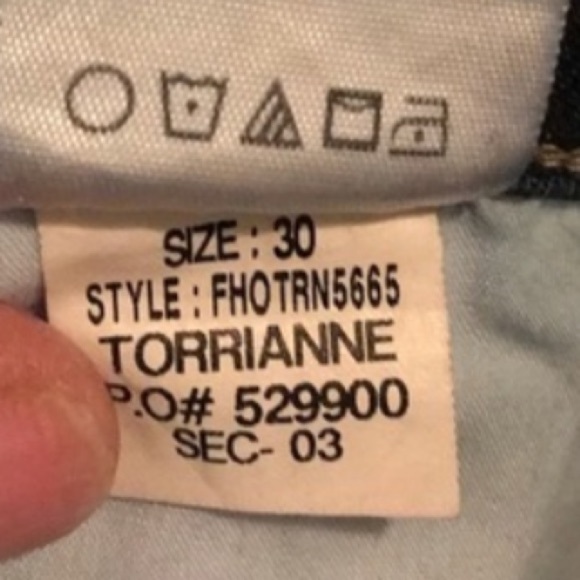 SIZE : 30
STYLE : FHOTRN5665
TORRIANNE
P.O# 529900
SEC- 03